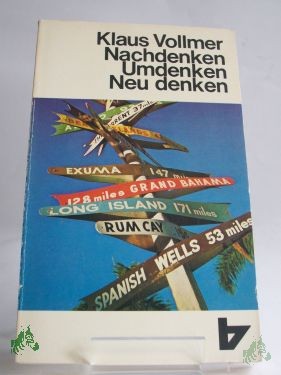 Klaus Vollmer
Nachdenken
Umdenken
Neu denken
EXUMA 147 miles
128 miles GRAND BAHAMA
LONG ISLAND 171 miles
RUM CAY
SPANISH WELLS 53 miles